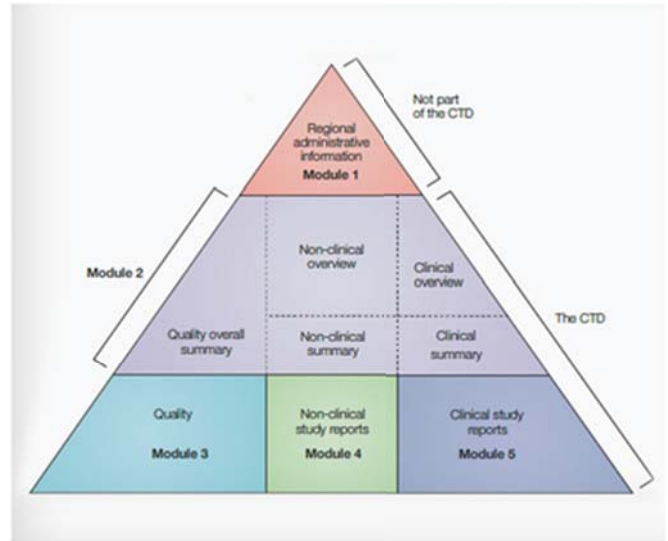 Not part
of the CTD
Regional
administrative
information
Module 1
Module 2
Non-clinical
overview
Clinical
overview
The CTD
Quality overall
summary
Non-clinical
summary
Clinical
summary
Quality
Module 3
Non-clinical
study reports
Module 4
Clinical study
reports
Module 5